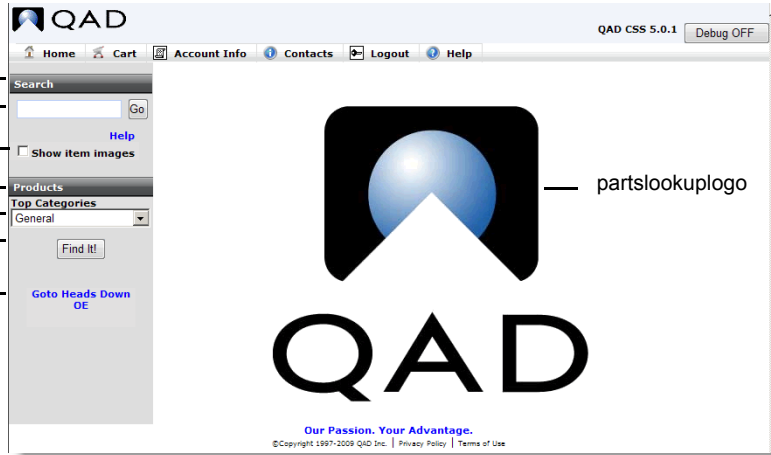 QAD
QAD CSS 5.0.1 Debug OFF
Home Cart Account Info Contacts Logout Help
Search
Go
Help
Show item images
Products
Top Categories
General
Find It!
Goto Heads Down
OE
partslookuplogo
QAD
Our Passion. Your Advantage.
©Copyright 1997-2009 QAD Inc. | Privacy Policy | Terms of Use